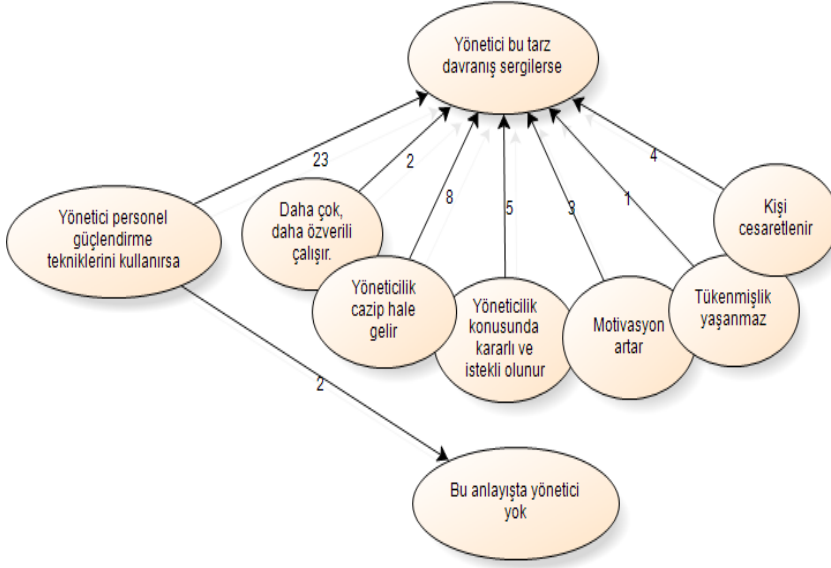 Yönetici bu tarz
davranış sergilerse
23
2
8
5
3
1
4
Yönetici personel
güçlendirme
tekniklerini kullanırsa
Daha çok,
daha özverili
çalışır.
Yöneticilik
cazip hale
gelir
Yöneticilik
konusunda
kararlı ve
istekli olunur
Motivasyon
artar
Tükenmişlik
yaşanmaz
Kişi
cesaretlenir
2
Bu anlayışta yönetici
yok